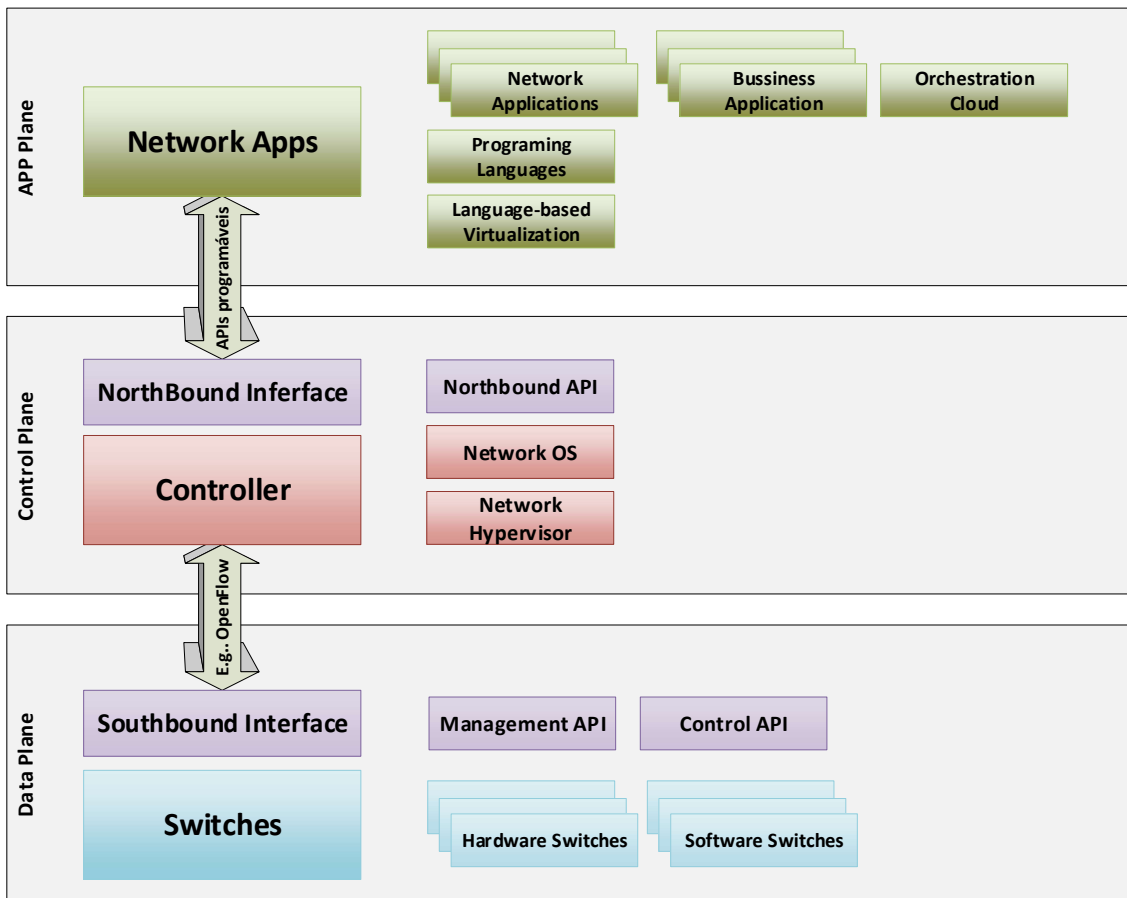 APP Plane
Network Apps
Network
Applications
Bussiness
Application
Orchestration
Cloud
Programing
Languages
Language-based
Virtualization
APIs programáveis
Control Plane
NorthBound Inferface
Northbound API
Controller
Network OS
Network
Hypervisor
E.g.. OpenFlow
Data Plane
Southbound Interface
Management API
Control API
Switches
Hardware Switches
Software Switches